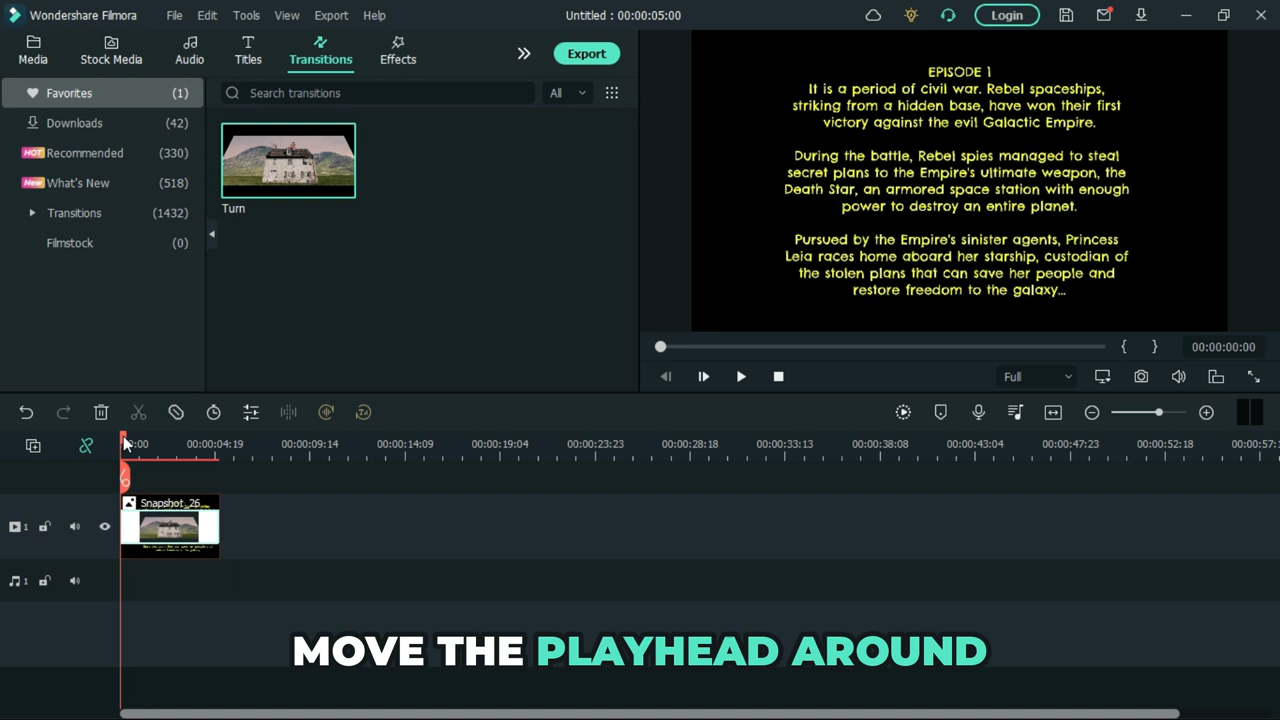 Wondershare Filmora File Edit Tools View Export Help Untitled : 00:00:05:00 Login
Media Stock Media Audio Titles Transitions Effects Export
Favorites (1)
Downloads (42)
HOT Recommended (330)
New What's New (518)
Transitions (1432)
Filmstock (0)
Search transitions All
Turn
EPISODE 1
It is a period of civil war. Rebel spaceships,
striking from a hidden base, have won their first
victory against the evil Galactic Empire.
During the battle, Rebel spies managed to steal
secret plans to the Empire's ultimate weapon, the
Death Star, an armored space station with enough
power to destroy an entire planet.
Pursued by the Empire's sinister agents, Princess
Leia races home aboard her starship, custodian of
the stolen plans that can save her people and
restore freedom to the galaxy...
{ } 00:00:00:00
Full
:00 00:00:04:19 00:00:09:14 00:00:14:09 00:00:19:04 00:00:23:23 00:00:28:18 00:00:33:13 00:00:38:08 00:00:43:04 00:00:47:23 00:00:52:18 00:00:57:1
Snapshot_26
1
1
MOVE THE PLAYHEAD AROUND